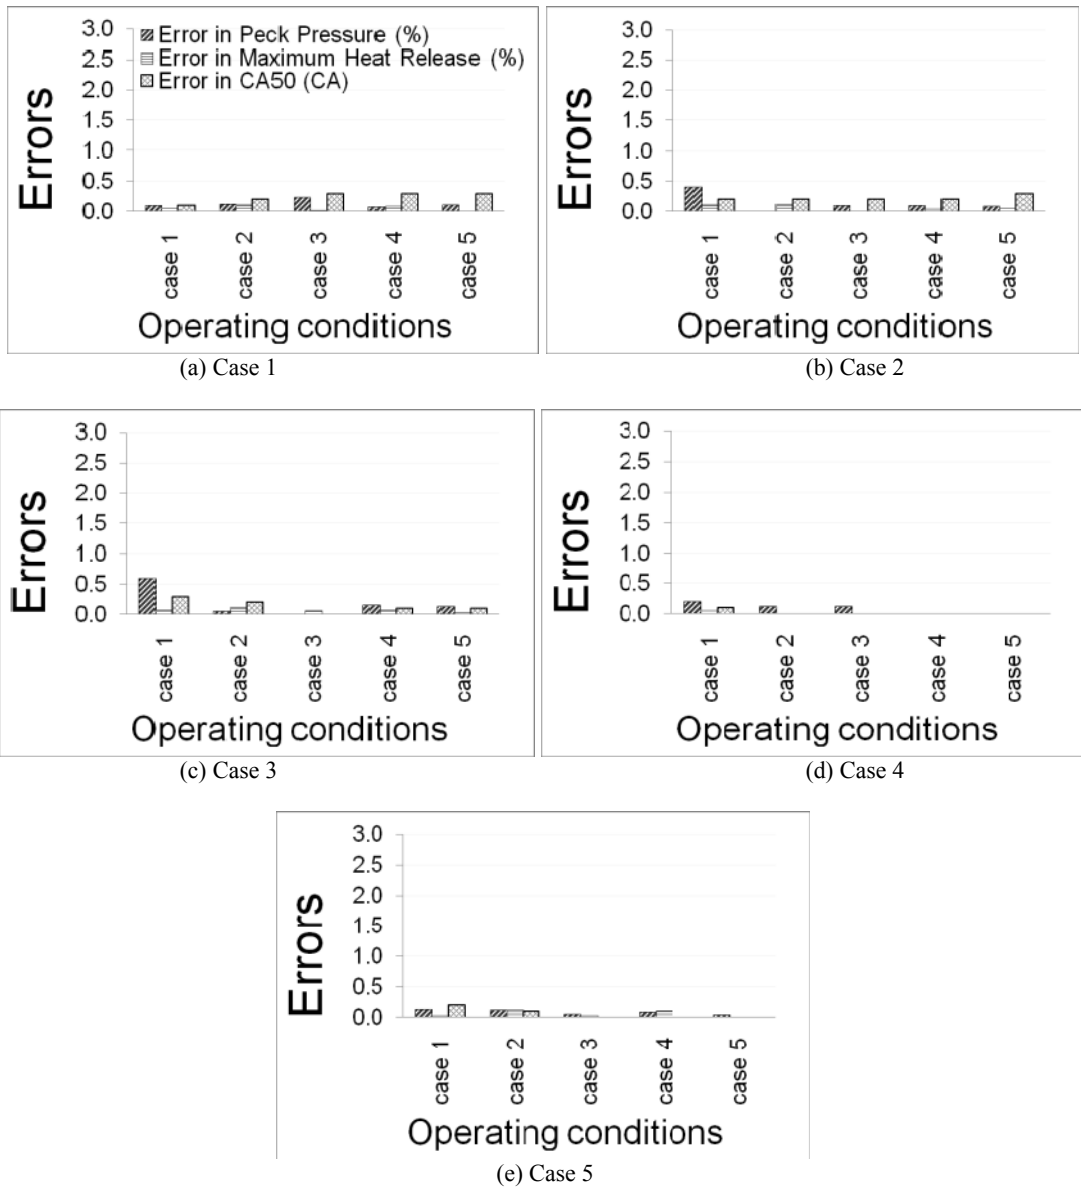 3.0
2.5
2.0
1.5
1.0
0.5
0.0
Errors
Error in Peck Pressure (%)
Error in Maximum Heat Release (%)
Error in CA50 (CA)
case 1
case 2
case 3
case 4
case 5
Operating conditions
(a) Case 1
3.0
2.5
2.0
1.5
1.0
0.5
0.0
Errors
case 1
case 2
case 3
case 4
case 5
Operating conditions
(b) Case 2
3.0
2.5
2.0
1.5
1.0
0.5
0.0
Errors
case 1
case 2
case 3
case 4
case 5
Operating conditions
(c) Case 3
3.0
2.5
2.0
1.5
1.0
0.5
0.0
Errors
case 1
case 2
case 3
case 4
case 5
Operating conditions
(d) Case 4
3.0
2.5
2.0
1.5
1.0
0.5
0.0
Errors
case 1
case 2
case 3
case 4
case 5
Operating conditions
(e) Case 5